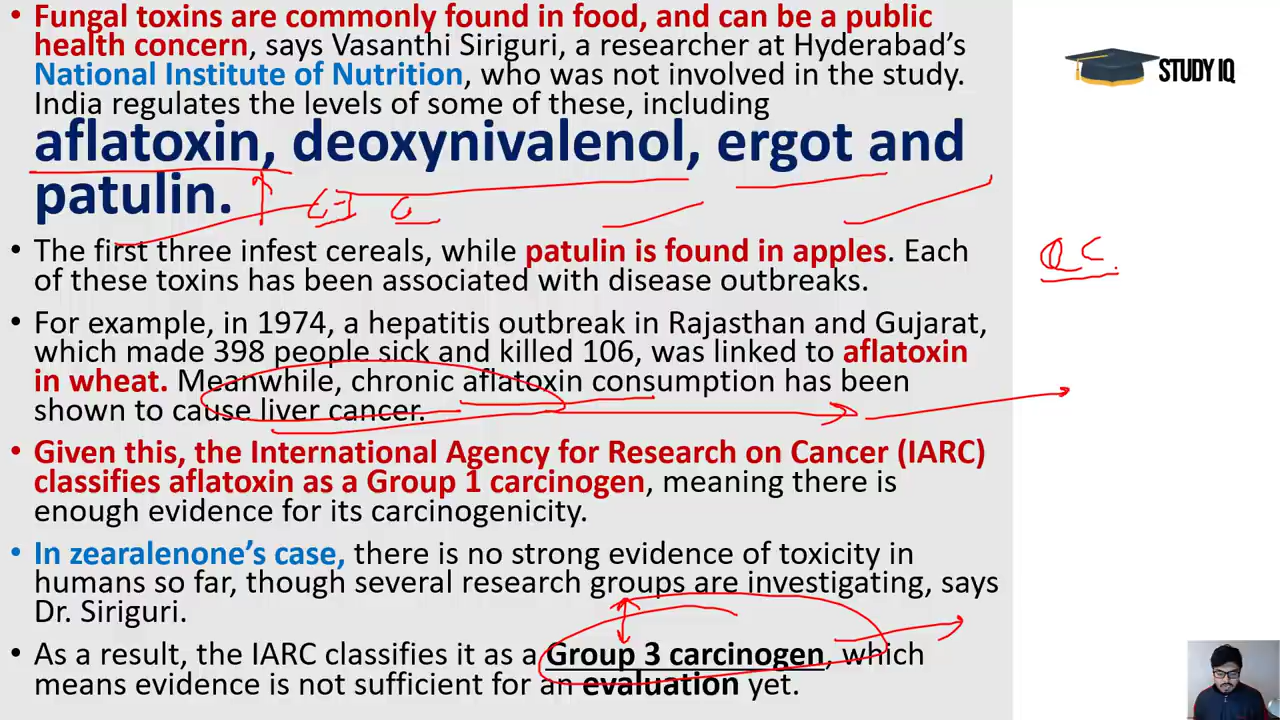 • Fungal toxins are commonly found in food, and can be a public
health concern, says Vasanthi Siriguri, a researcher at Hyderabad's
National Institute of Nutrition, who was not involved in the study.
India regulates the levels of some of these, including
aflatoxin, deoxynivalenol, ergot and
patulin.
• The first three infest cereals, while patulin is found in apples. Each
of these toxins has been associated with disease outbreaks.
• For example, in 1974, a hepatitis outbreak in Rajasthan and Gujarat,
which made 398 people sick and killed 106, was linked to aflatoxin
in wheat. Meanwhile, chronic aflatoxin consumption has been
shown to cause liver cancer.
• Given this, the International Agency for Research on Cancer (IARC)
classifies aflatoxin as a Group 1 carcinogen, meaning there is
enough evidence for its carcinogenicity.
• In zearalenone's case, there is no strong evidence of toxicity in
humans so far, though several research groups are investigating, says
Dr. Siriguri.
• As a result, the IARC classifies it as a Group 3 carcinogen, which
means evidence is not sufficient for an evaluation yet.
STUDY IQ